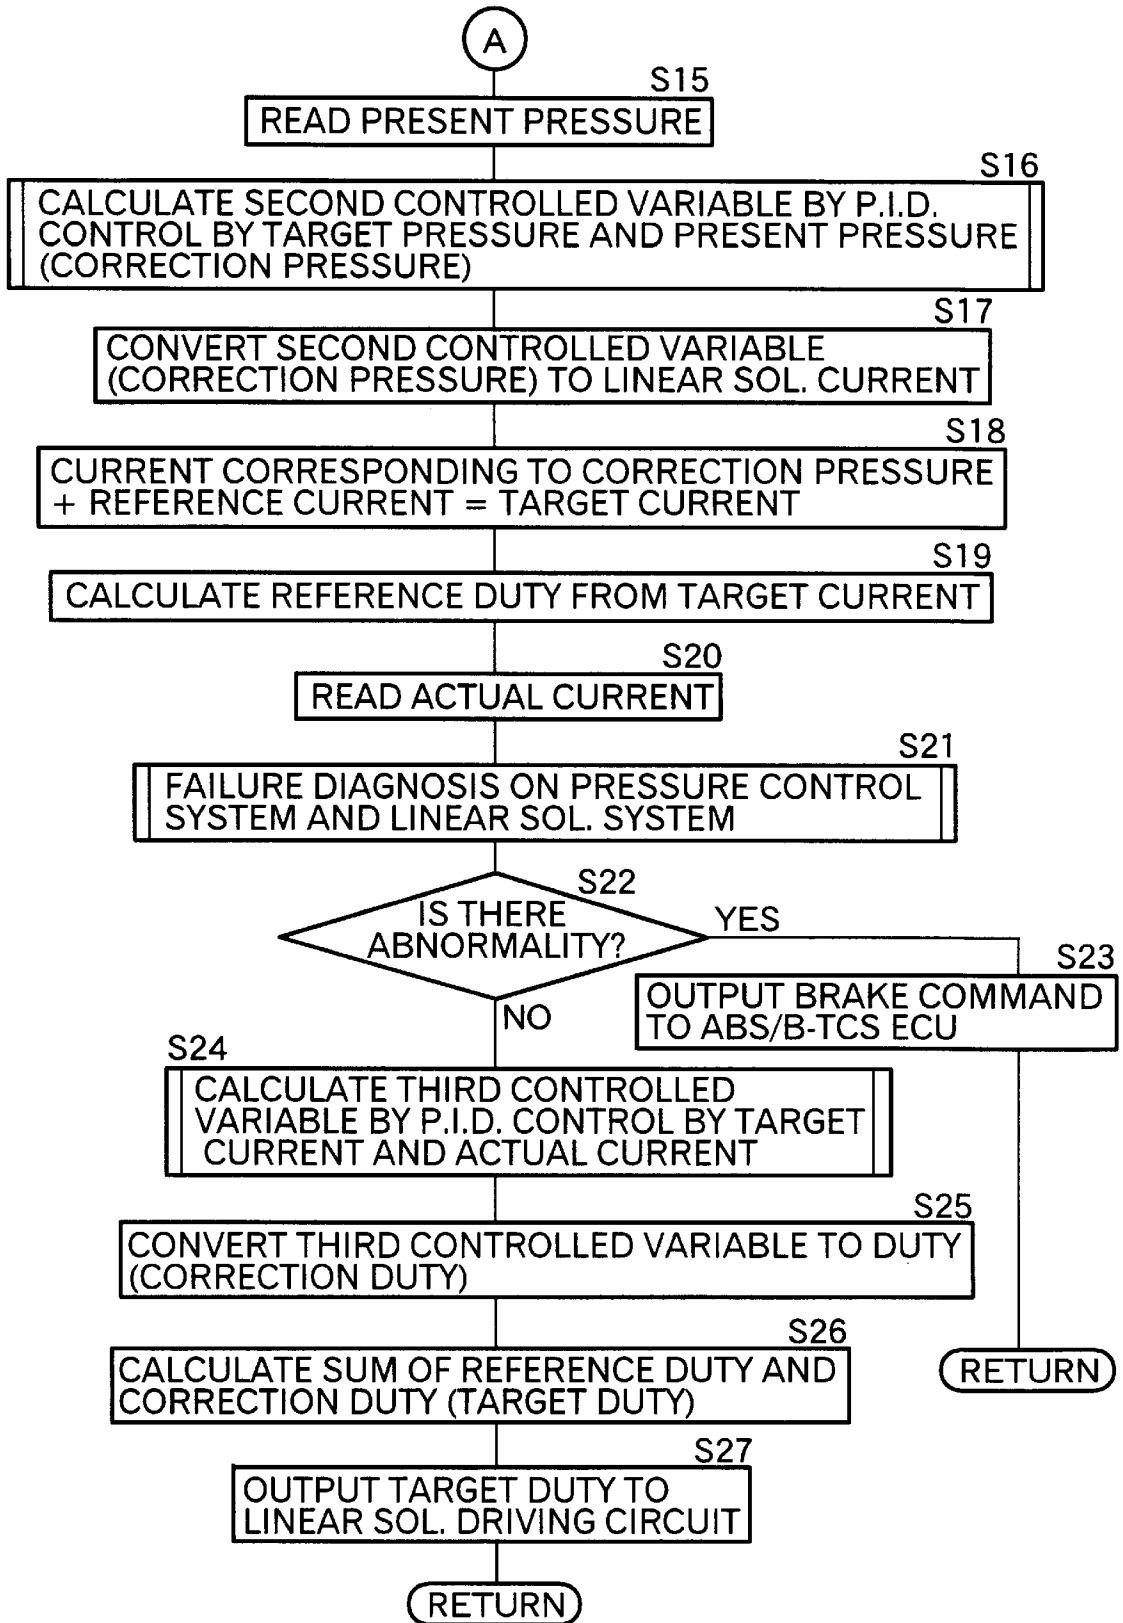 A
S15
READ PRESENT PRESSURE
S16
CALCULATE SECOND CONTROLLED VARIABLE BY P.I.D.
CONTROL BY TARGET PRESSURE AND PRESENT PRESSURE
(CORRECTION PRESSURE)
S17
CONVERT SECOND CONTROLLED VARIABLE
(CORRECTION PRESSURE) TO LINEAR SOL. CURRENT
S18
CURRENT CORRESPONDING TO CORRECTION PRESSURE
+ REFERENCE CURRENT = TARGET CURRENT
S19
CALCULATE REFERENCE DUTY FROM TARGET CURRENT
S20
READ ACTUAL CURRENT
S21
FAILURE DIAGNOSIS ON PRESSURE CONTROL
SYSTEM AND LINEAR SOL. SYSTEM
S22
IS THERE
ABNORMALITY?
YES
S23
OUTPUT BRAKE COMMAND
TO ABS/B-TCS ECU
RETURN
NO
S24
CALCULATE THIRD CONTROLLED
VARIABLE BY P.I.D. CONTROL BY TARGET
CURRENT AND ACTUAL CURRENT
S25
CONVERT THIRD CONTROLLED VARIABLE TO DUTY
(CORRECTION DUTY)
S26
CALCULATE SUM OF REFERENCE DUTY AND
CORRECTION DUTY (TARGET DUTY)
S27
OUTPUT TARGET DUTY TO
LINEAR SOL. DRIVING CIRCUIT
RETURN